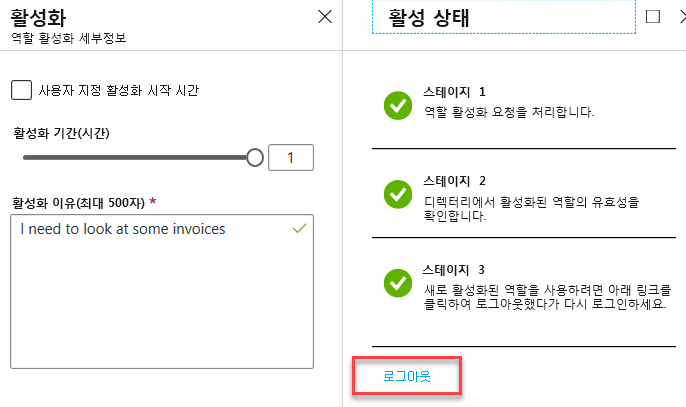 활성화
역할 활성화 세부정보
사용자 지정 활성화 시작 시간
활성화 기간(시간)
1
활성화 이유(최대 500자) *
I need to look at some invoices
활성 상태
스테이지 1
역할 활성화 요청을 처리합니다.
스테이지 2
디렉터리에서 활성화된 역할의 유효성을
확인합니다.
스테이지 3
새로 활성화된 역할을 사용하려면 아래 링크를
클릭하여 로그아웃했다가 다시 로그인하세요.
로그아웃